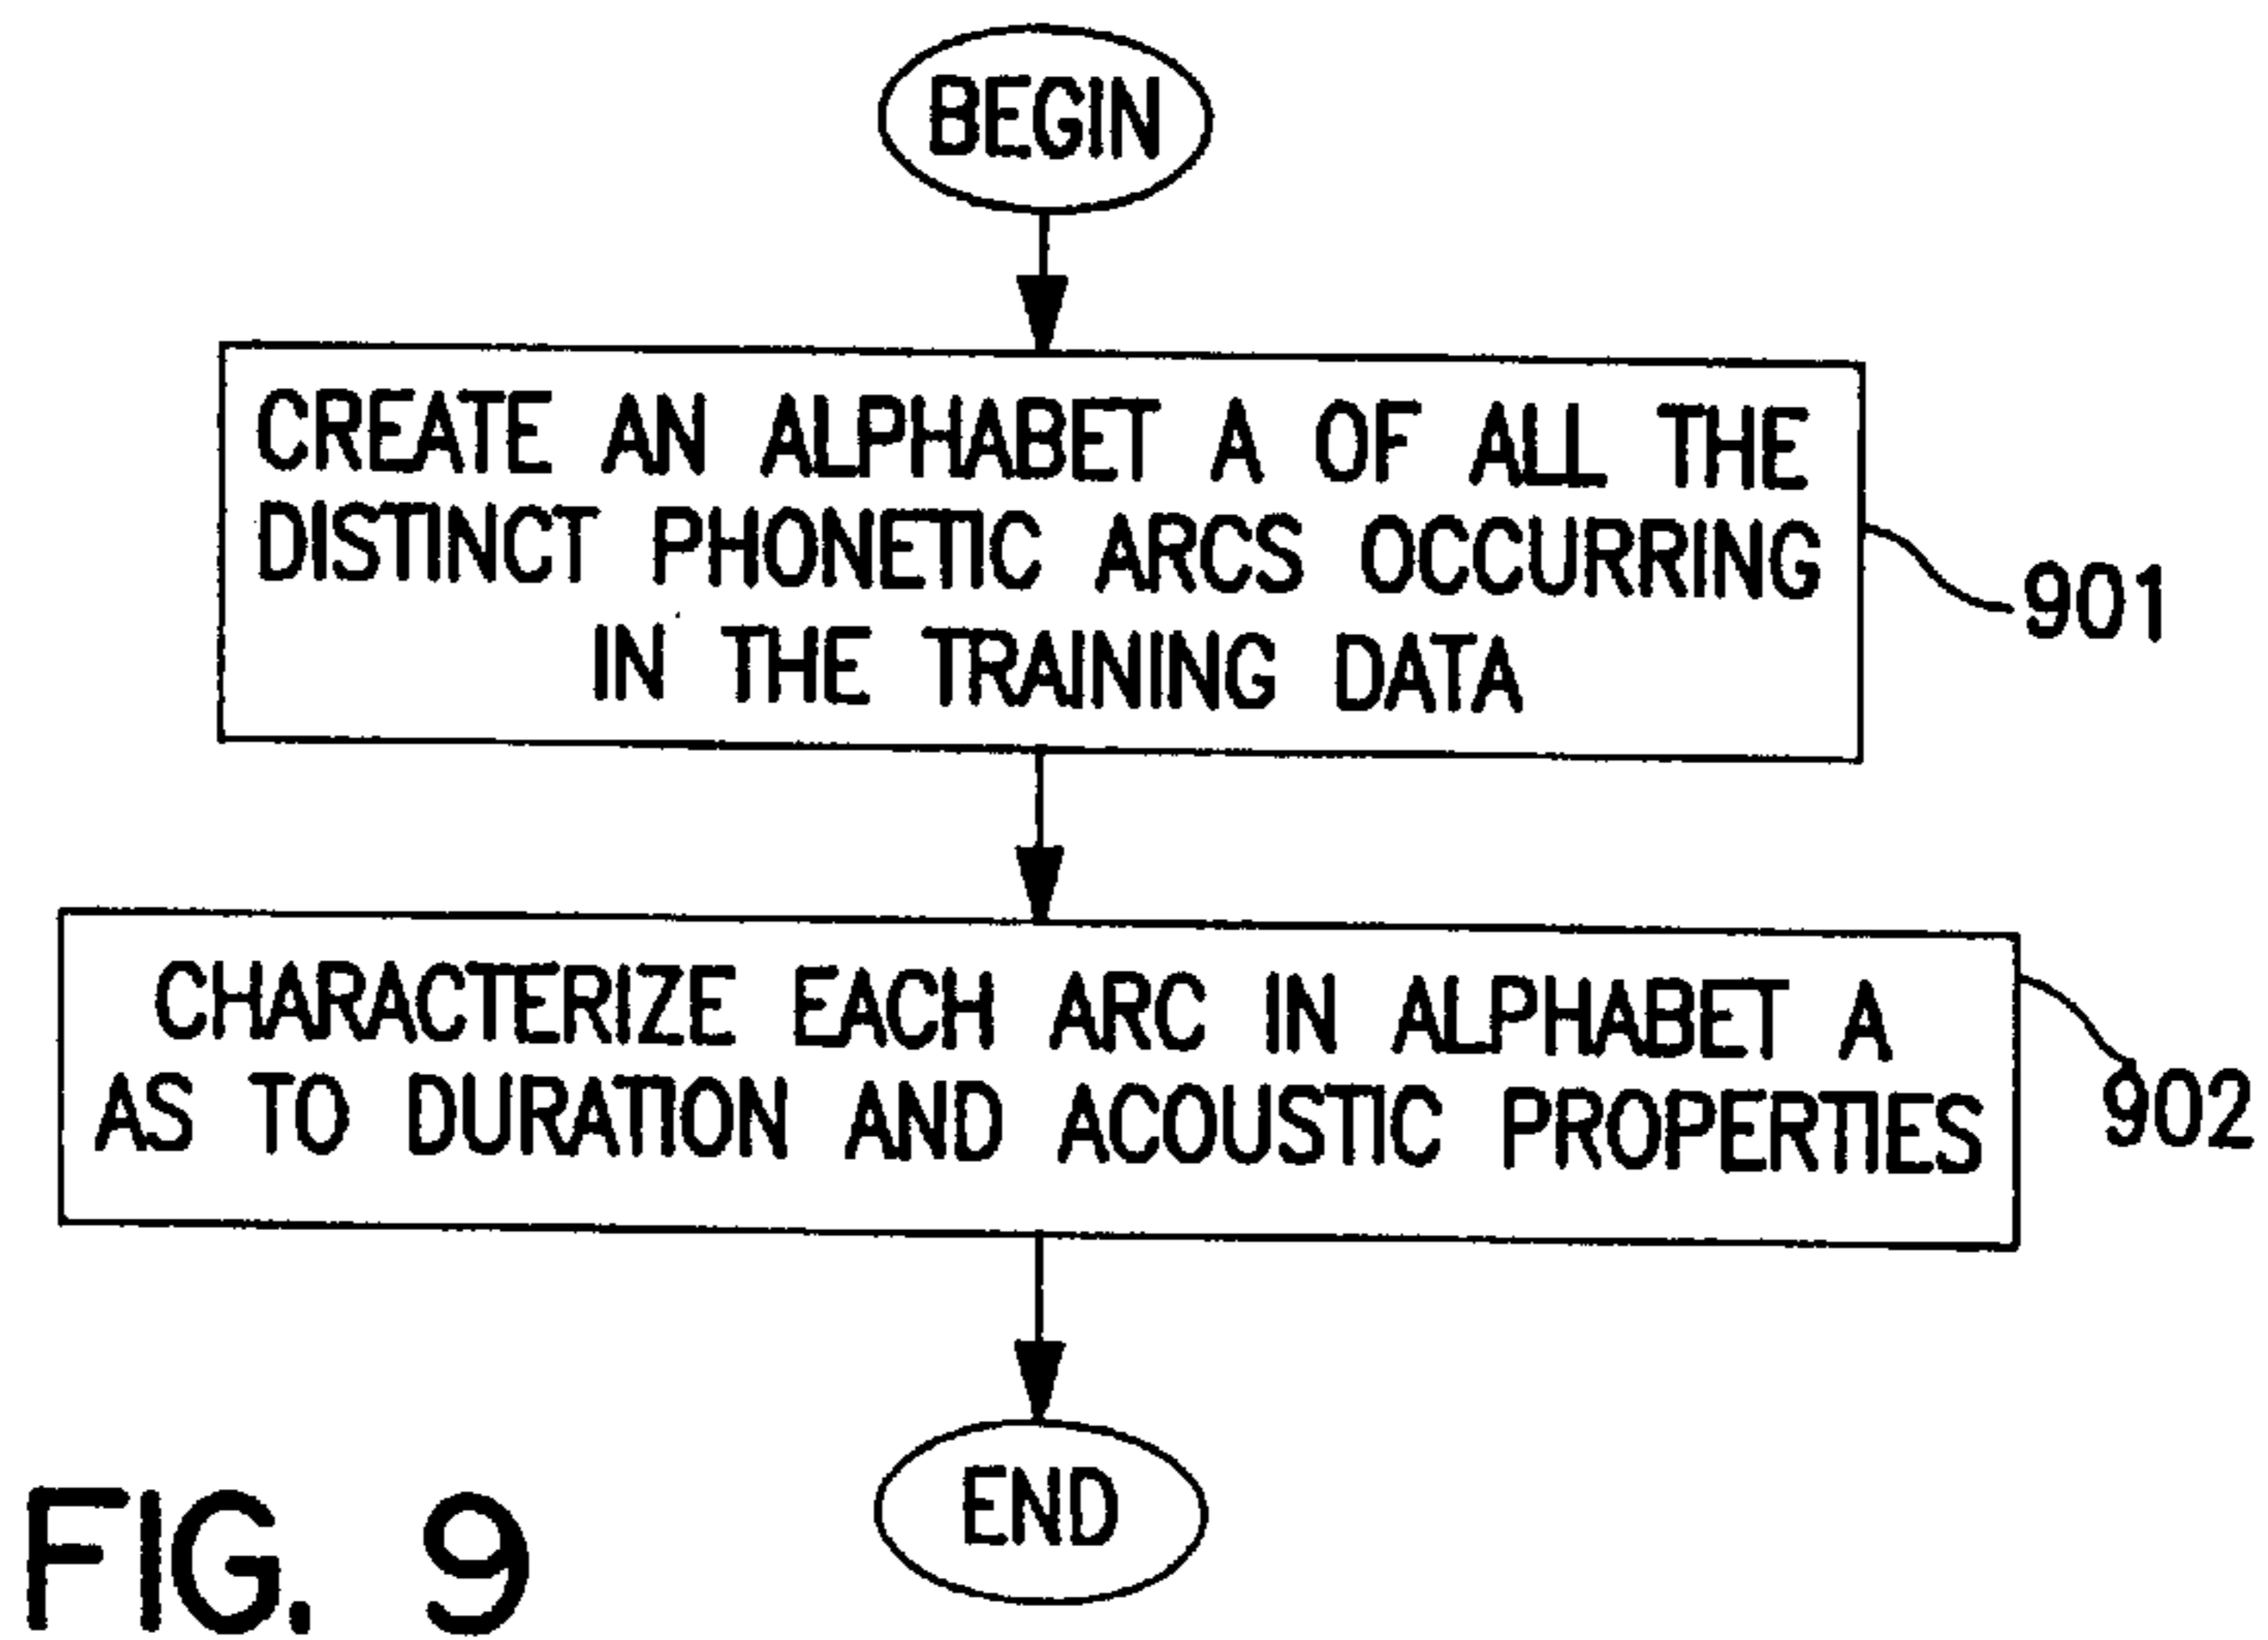 BEGIN
CREATE AN ALPHABET A OF ALL THE
DISTINCT PHONETIC ARCS OCCURRING
IN THE TRAINING DATA
901
CHARACTERIZE EACH ARC IN ALPHABET A
AS TO DURATION AND ACOUSTIC PROPERTIES
902
END
FIG. 9